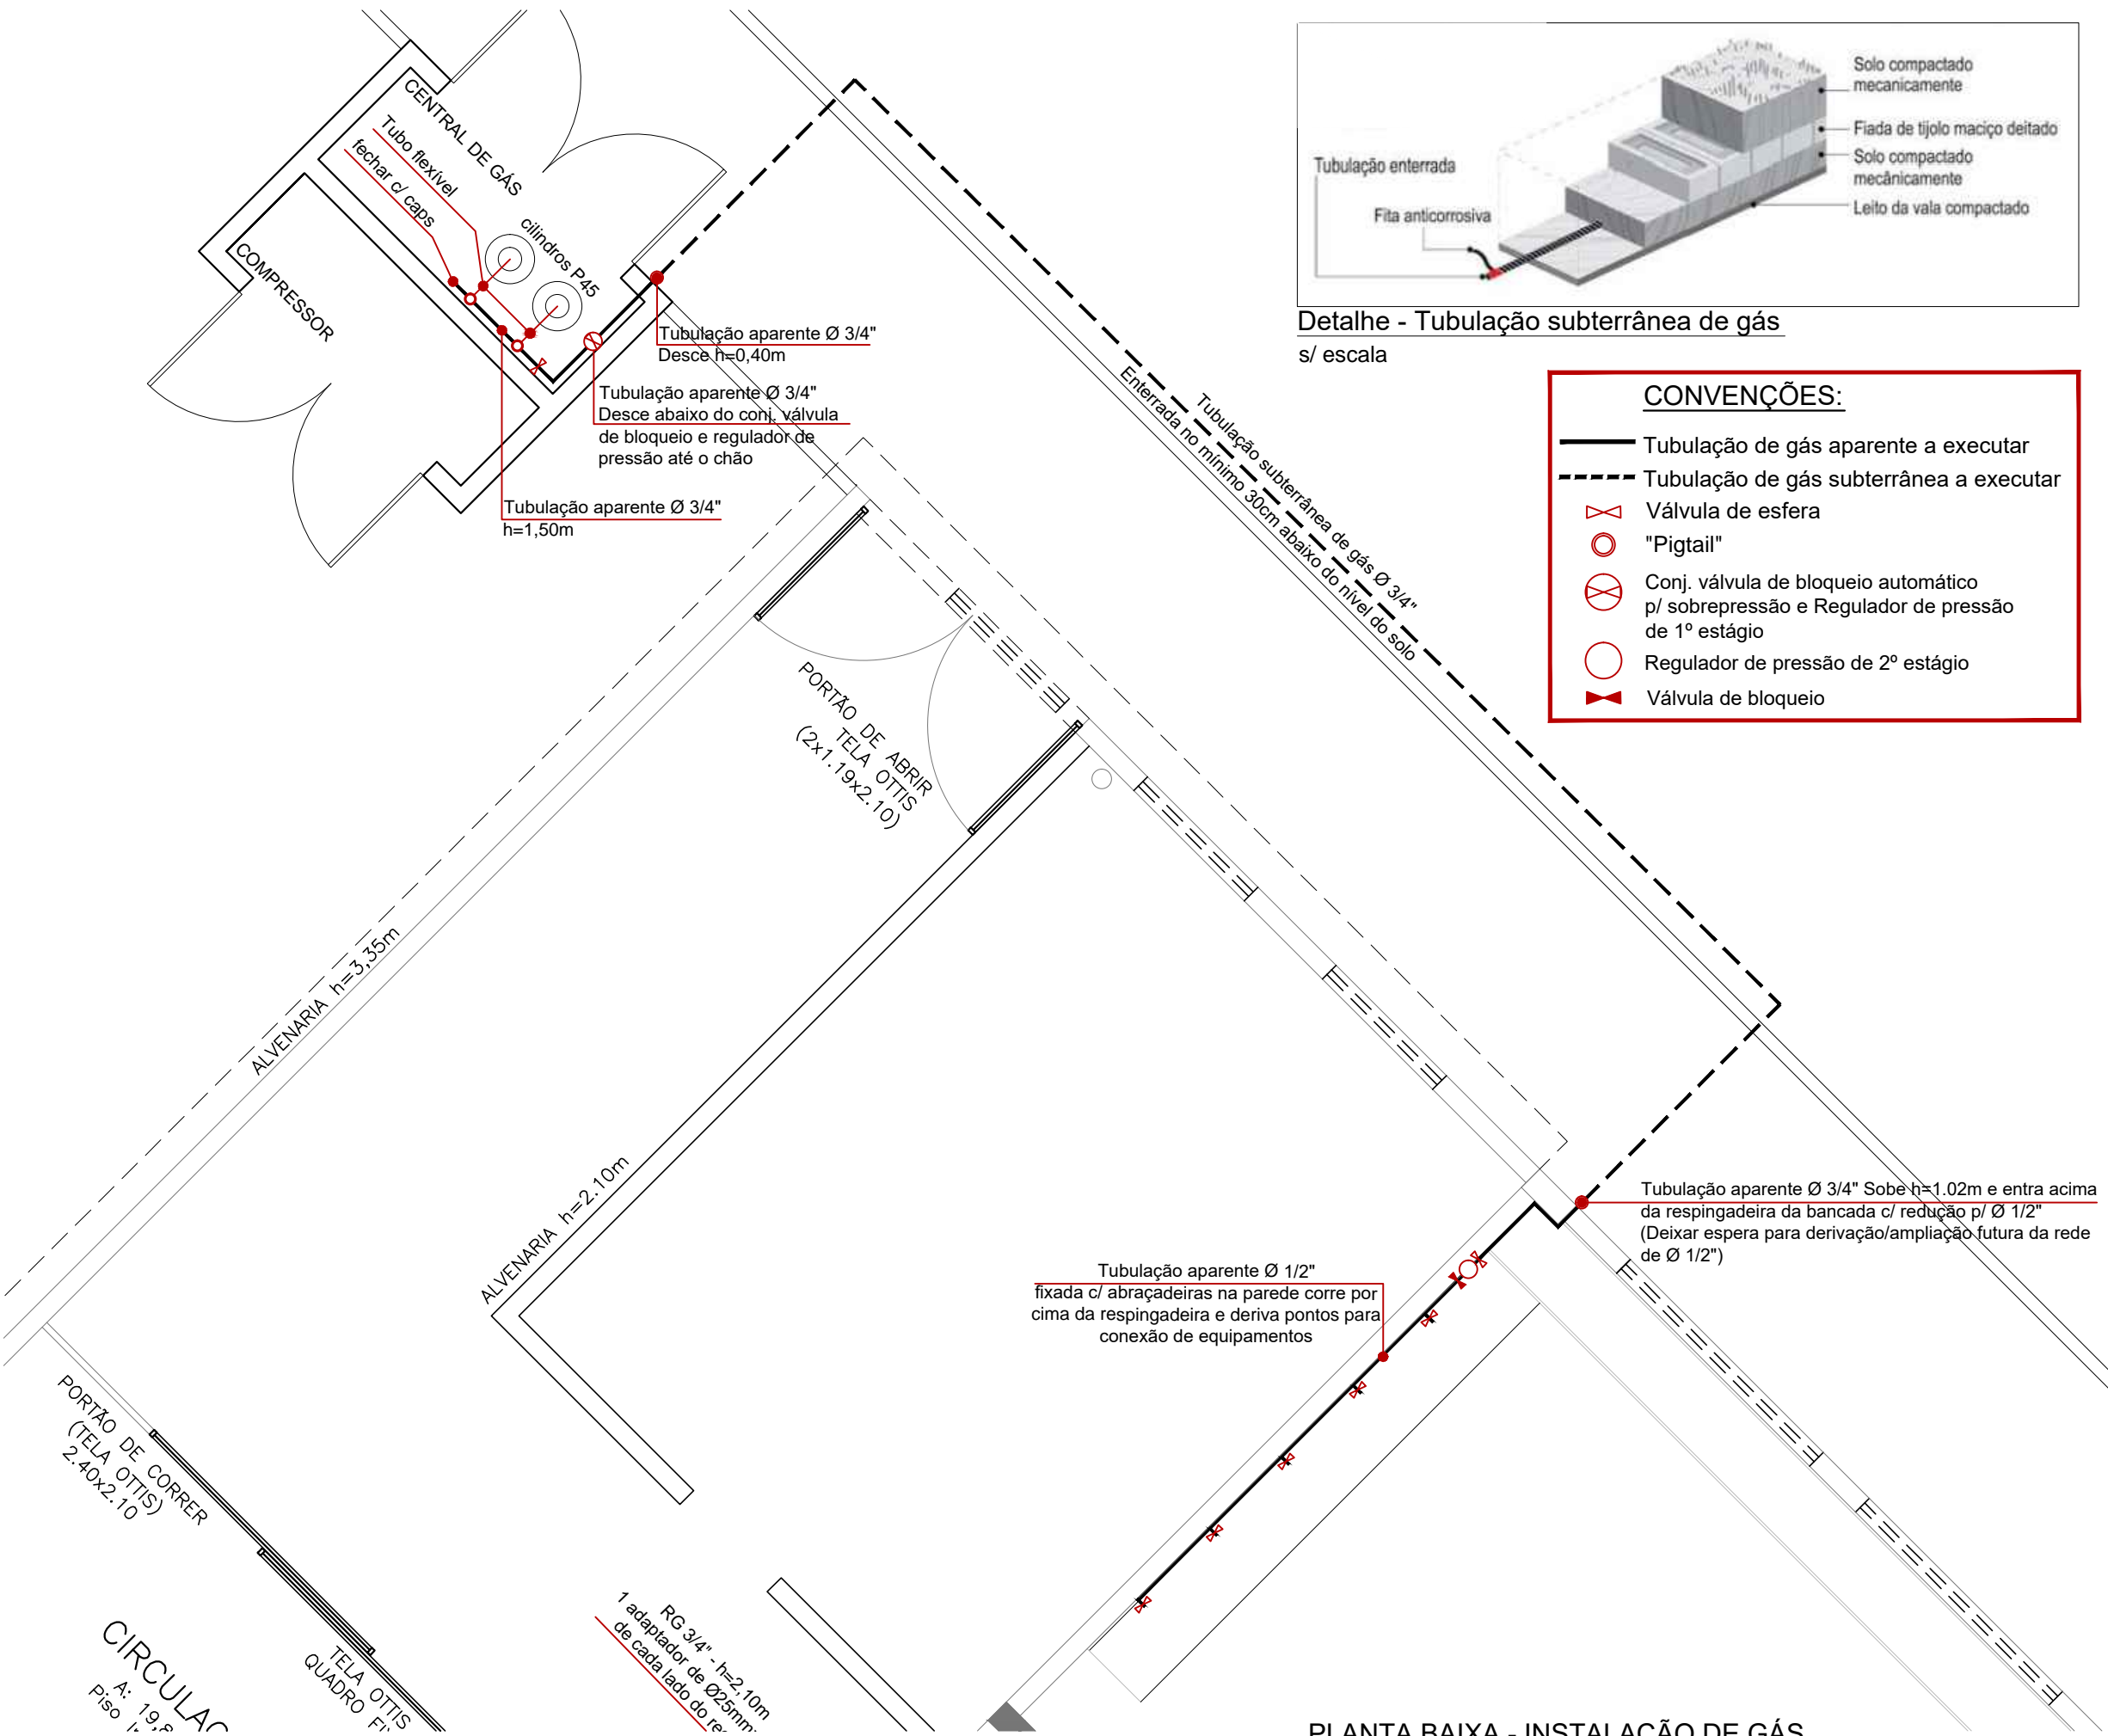 CENTRAL DE GÁS
Tubo flexível
fechar c/ caps
cilindros P45
COMPRESSOR
Tubulação aparente Ø 3/4"
Desce h=0,40m
Tubulação aparente Ø 3/4"
Desce abaixo do conj. válvula
de bloqueio e regulador de
pressão até o chão
Tubulação aparente Ø 3/4"
h=1,50m
Solo compactado
mecanicamente
Fiada de tijolo maciço deitado
Solo compactado
mecânicamente
Leito da vala compactado
Tubulação enterrada
Fita anticorrosiva
Detalhe - Tubulação subterrânea de gás
s/ escala
CONVENÇÕES:
Tubulação de gás aparente a executar
Tubulação de gás subterrânea a executar
Válvula de esfera
"Pigtail"
Conj. válvula de bloqueio automático
p/ sobrepressão e Regulador de pressão
de 1º estágio
Regulador de pressão de 2º estágio
Válvula de bloqueio
Tubulação subterrânea de gás Ø 3/4"
Enterrada no mínimo 30cm abaixo do nível do solo
PORTÃO DE ABRIR
TELA OTTIS
(2x1.19x2.10)
ALVENARIA h=3,35m
ALVENARIA h=2.10m
Tubulação aparente Ø 3/4" Sobe h=1.02m e entra acima
da respingadeira da bancada c/ redução p/ Ø 1/2"
(Deixar espera para derivação/ampliação futura da rede
de Ø 1/2")
Tubulação aparente Ø 1/2"
fixada c/ abraçadeiras na parede corre por
cima da respingadeira e deriva pontos para
conexão de equipamentos
PORTÃO DE CORRER
(TELA OTTIS)
2.40x2.10
CIRCULAÇ
A: 19,8
Piso
TELA OTTIS
QUADRO
RG 3/4" - h=2,10m
1 adaptador de Ø25mm
de cada lado do
PLANTA BAIXA - INSTALAÇÃO DE GÁS